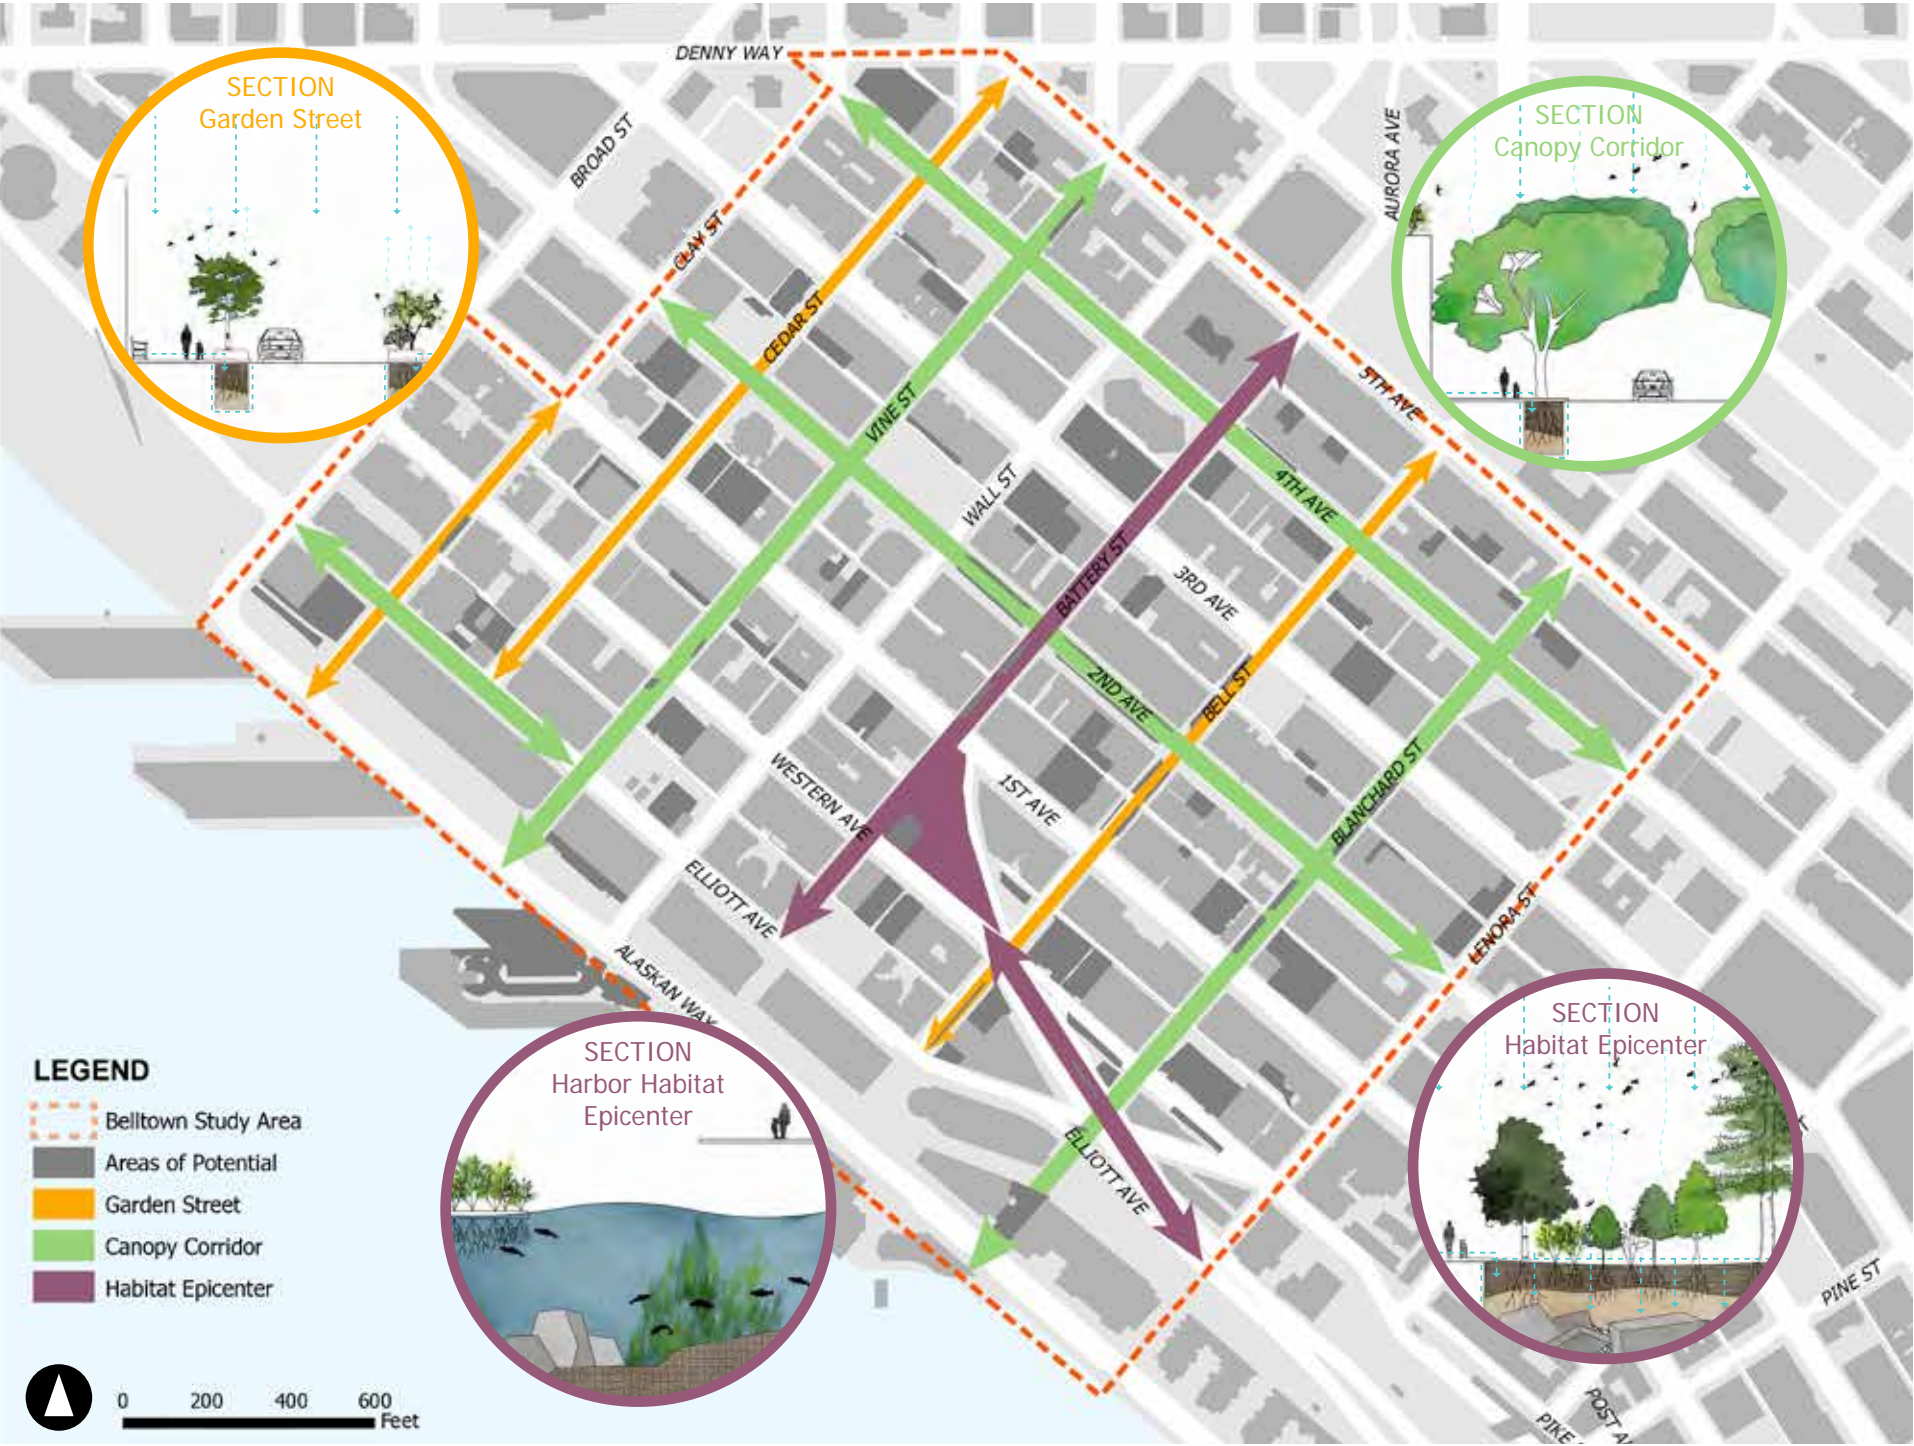 DENNY WAY
SECTION
Garden Street
BROAD ST
AURORA AVE
SECTION
Canopy Corridor
CLAY ST
CEDAR ST
VINE ST
5TH AVE
WALL ST
4TH AVE
BATTERY ST
3RD AVE
2ND AVE
BELL ST
WESTERN AVE
1ST AVE
BLANCHARD ST
ELLIOTT AVE
LENORA ST
ALASKAN WAY
SECTION
Habitat Epicenter
SECTION
Harbor Habitat
Epicenter
ELLIOTT AVE
LEGEND
Belltown Study Area
Areas of Potential
Garden Street
Canopy Corridor
Habitat Epicenter
PINE ST
POST
PIKE
0 200 400 600
Feet